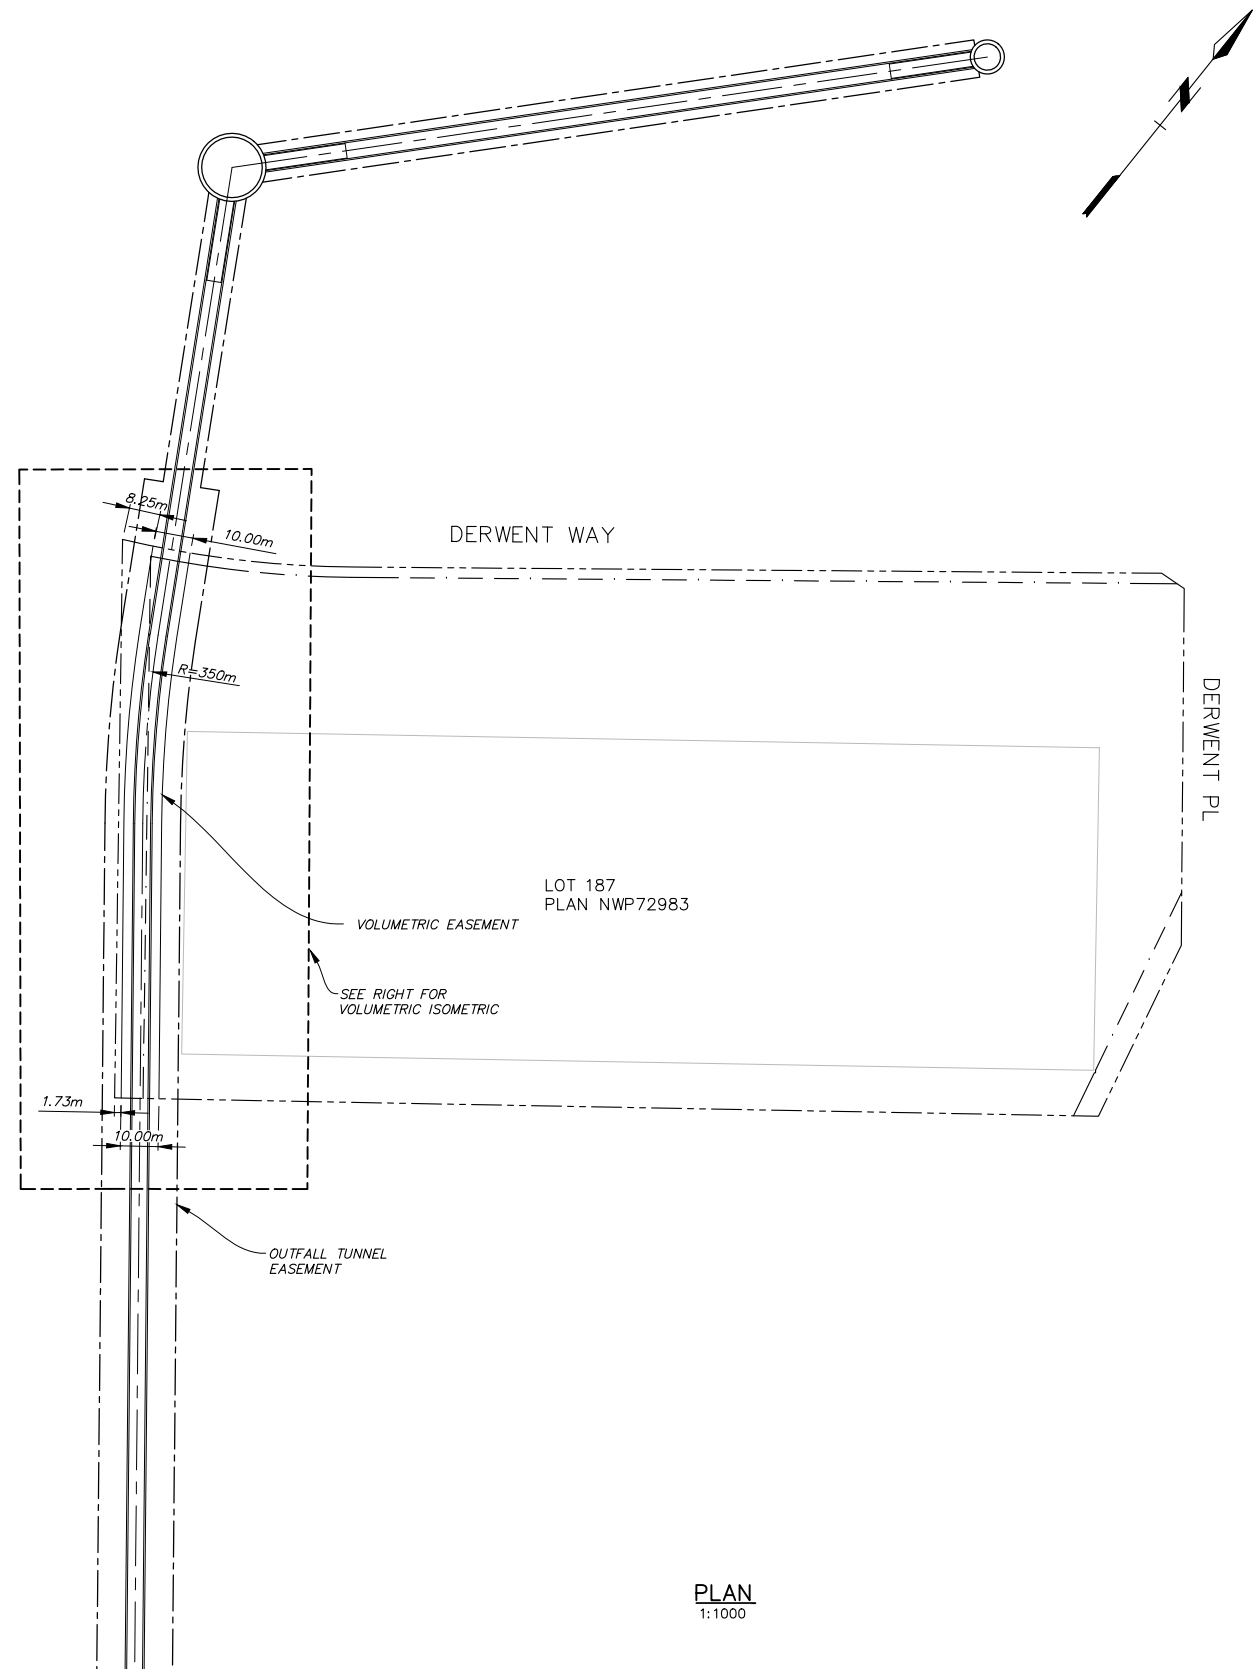 N
8.25m
10.00m
DERWENT WAY
R=350m
DERWENT PL
LOT 187
PLAN NWP72983
VOLUMETRIC EASEMENT
SEE RIGHT FOR
VOLUMETRIC ISOMETRIC
1.73m
10.00m
OUTFALL TUNNEL
EASEMENT
PLAN
1:1000